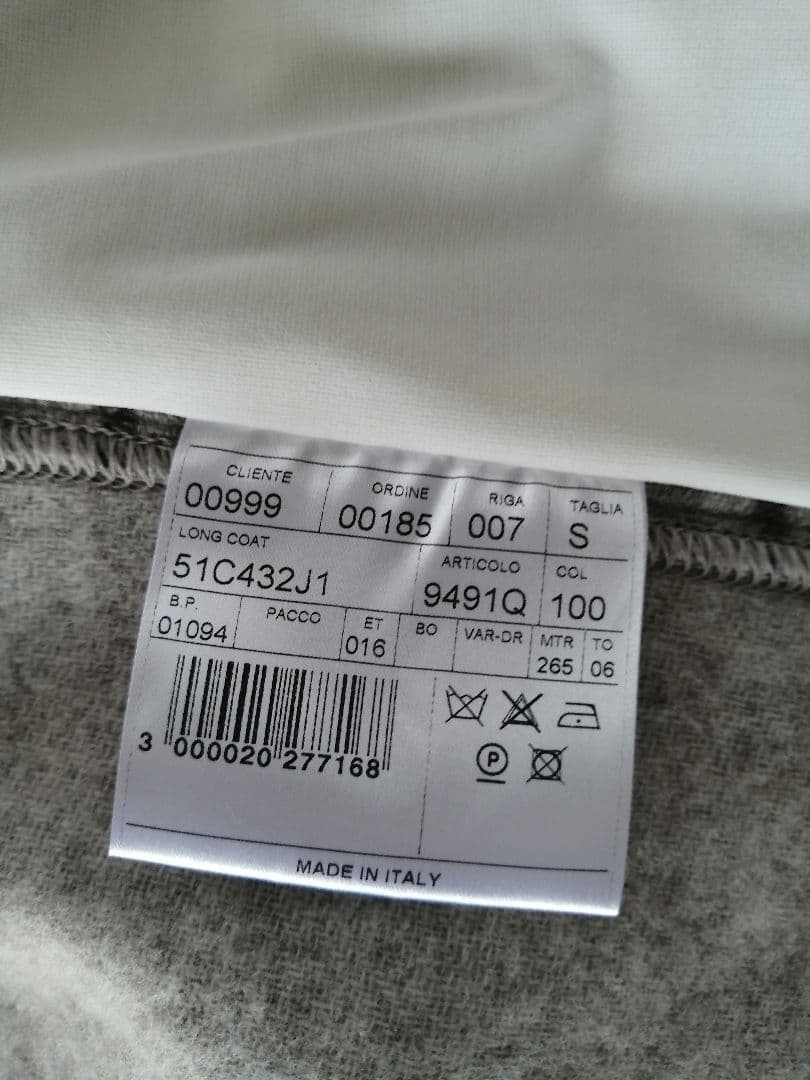 CLIENTE ORDINE RIGA TAGLIA
00999 00185 007 S
LONG COAT ARTICOLO COL
51C432J1 9491Q 100
B.P. PACCO ET BO VAR-DR MTR TO
01094 016 265 06
P
3 000020 277168
MADE IN ITALY